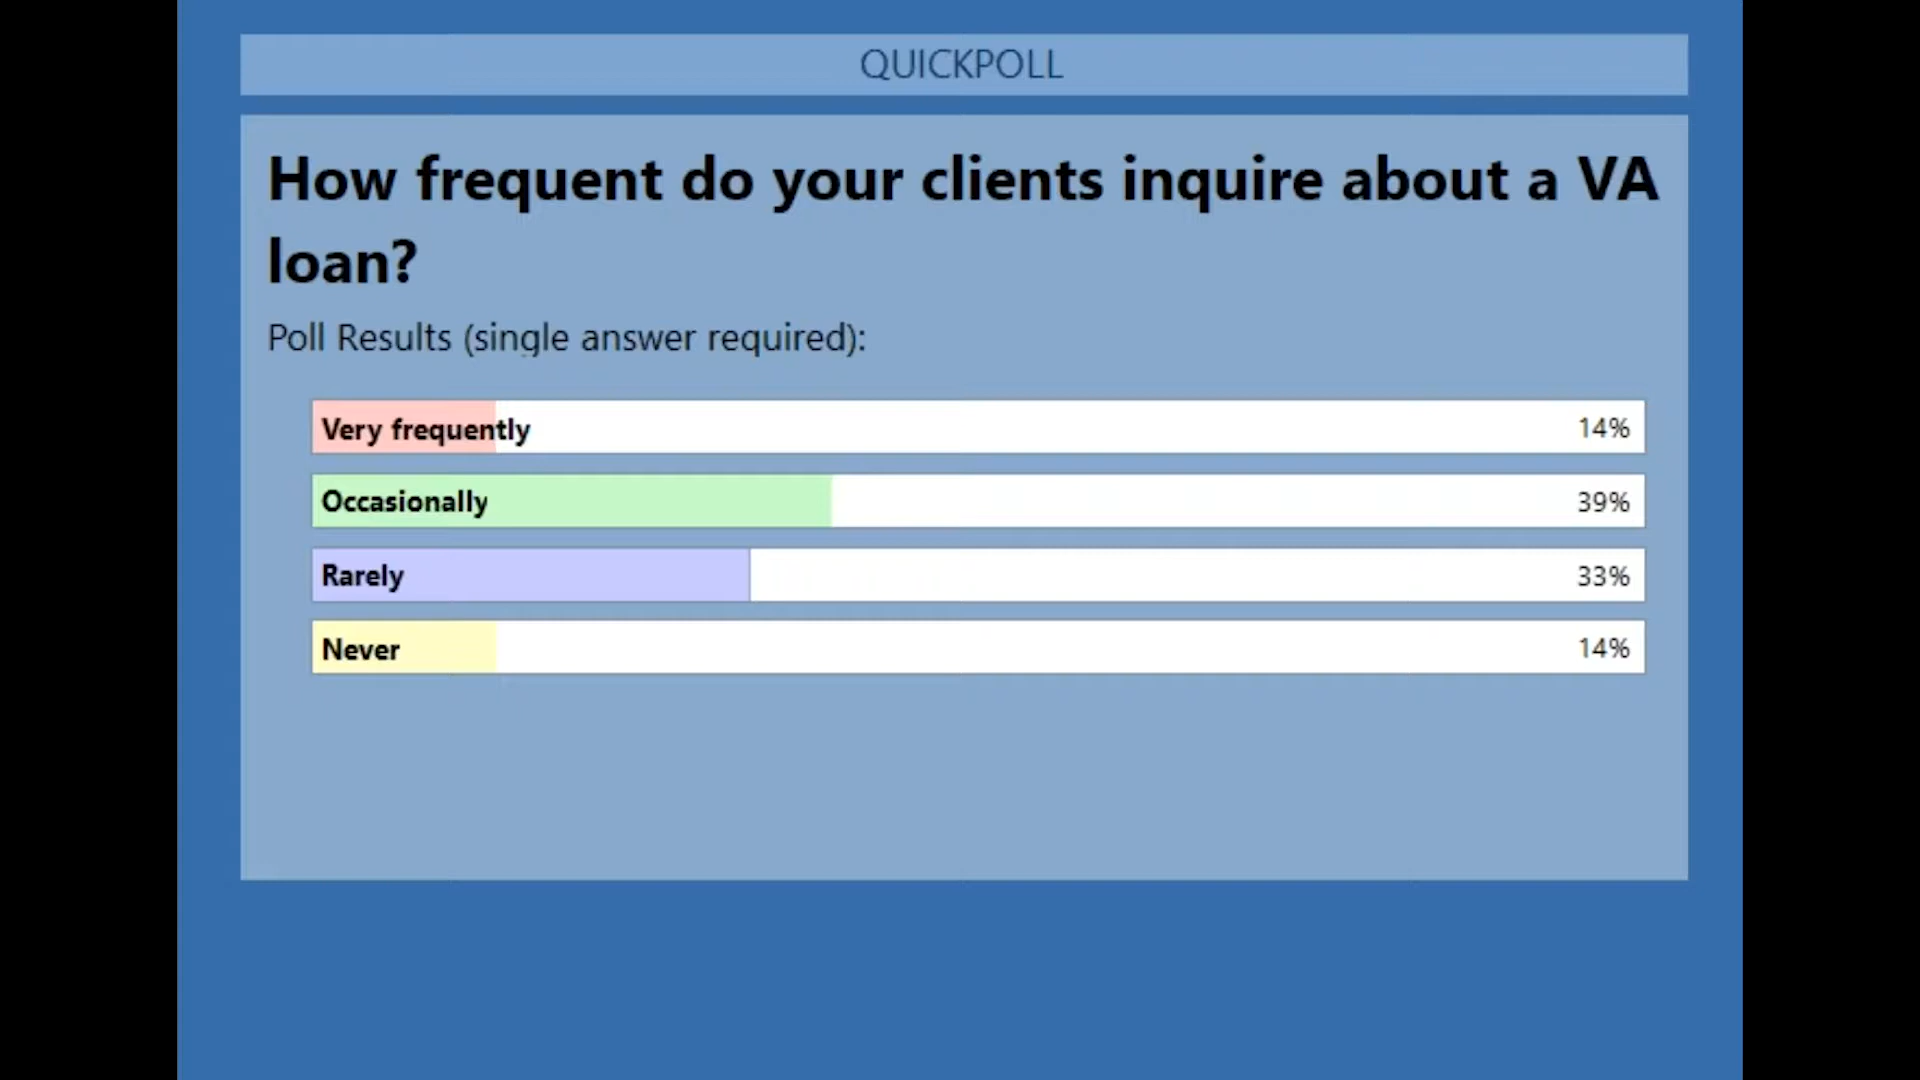 QUICKPOLL
How frequent do your clients inquire about a VA
loan?
Poll Results (single answer required):
Very frequently 14%
Occasionally 39%
Rarely 33%
Never 14%